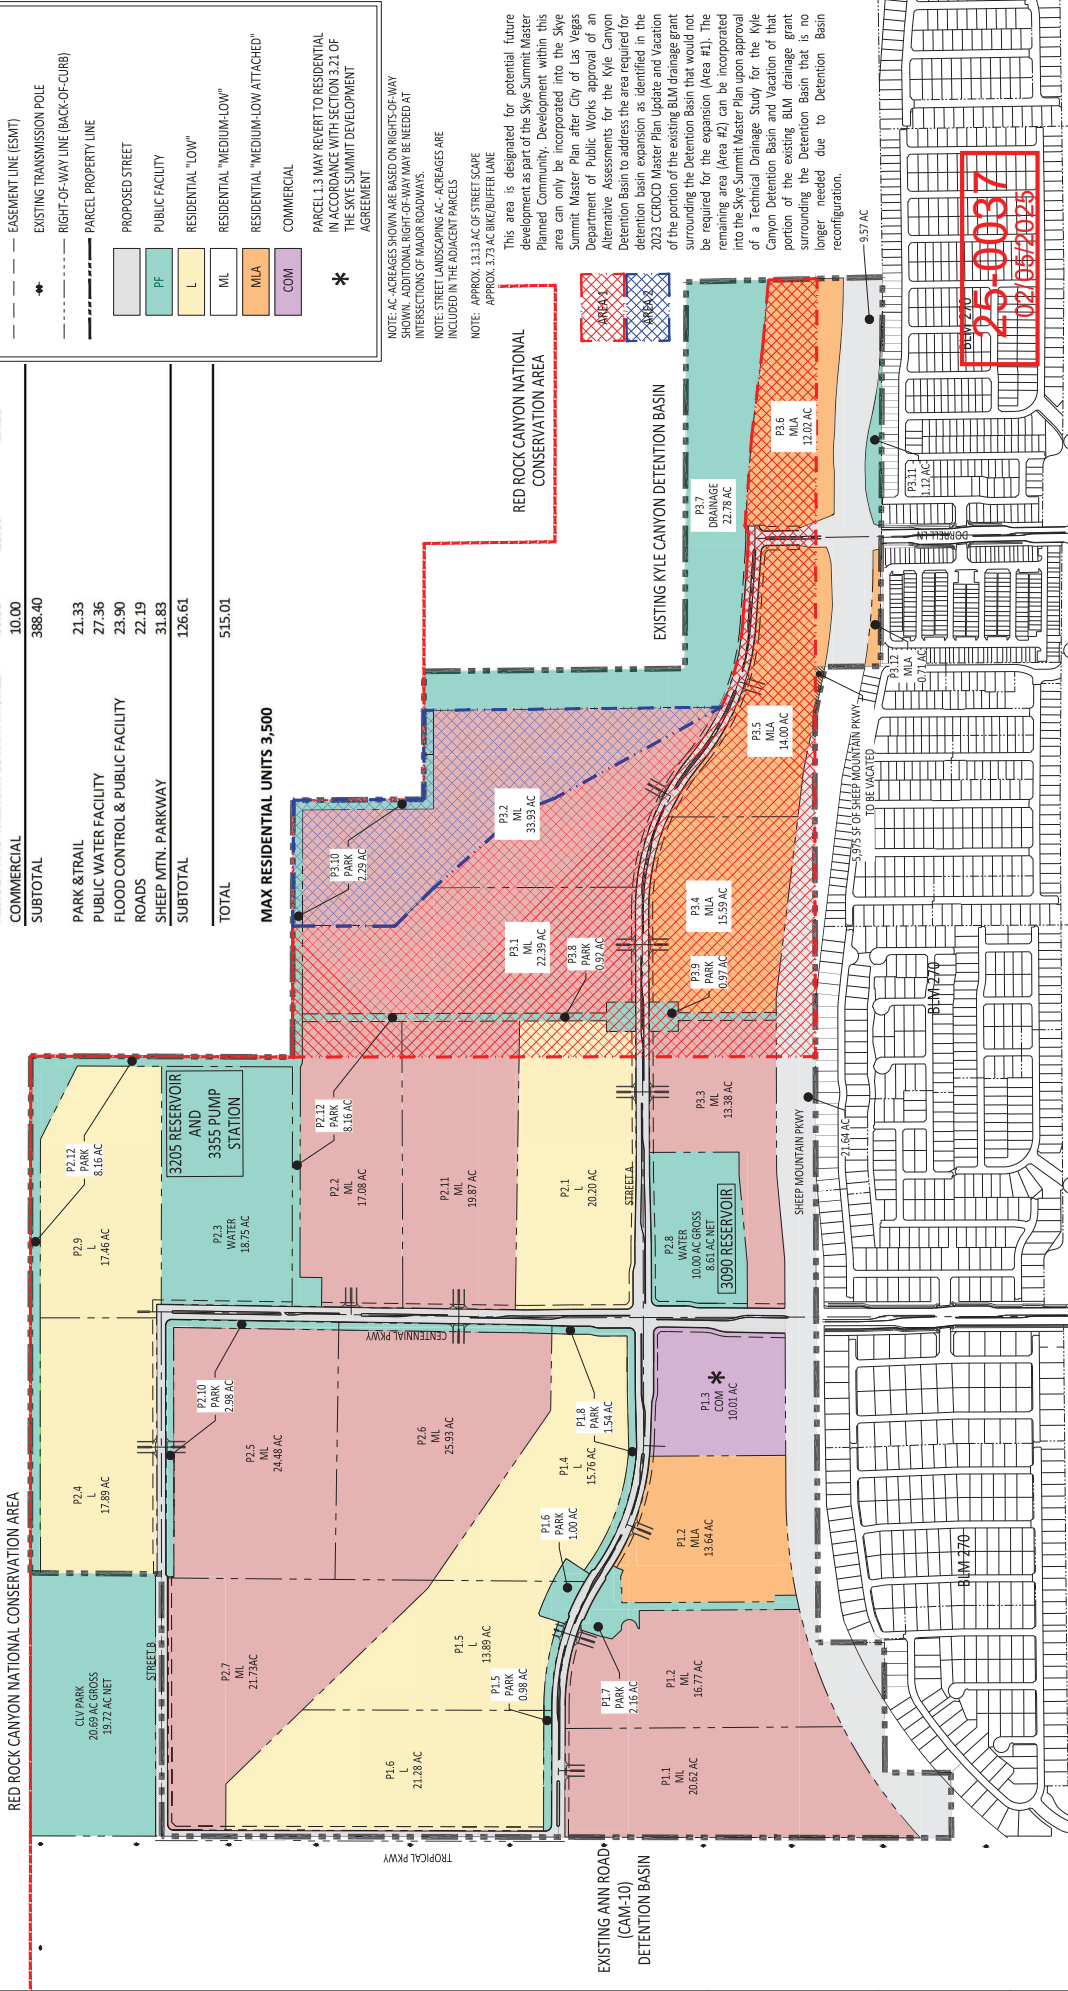 EASEMENT LINE (ESMT)
EXISTING TRANSMISSION POLE
RIGHT-OF-WAY LINE (BACK-OF-CURB)
PARCEL PROPERTY LINE
PROPOSED STREET
PF
PUBLIC FACILITY
L
RESIDENTIAL "LOW"
ML
RESIDENTIAL "MEDIUM-LOW"
MLA
RESIDENTIAL "MEDIUM-LOW ATTACHED"
COM
COMMERCIAL
*
PARCEL 1.3 MAY REVERT TO RESIDENTIAL
IN ACCORDANCE WITH SECTION 3.21 OF
THE SKYE SUMMIT DEVELOPMENT
AGREEMENT
NOTE: AC -ACREAGES SHOWN ARE BASED ON RIGHTS-OF-WAY
SHOWN. ADDITIONAL RIGHT-OF-WAY MAY BE NEEDED AT
INTERSECTIONS OF MAJOR ROADWAYS.
NOTE: STREET LANDSCAPING AC - ACREAGES ARE
INCLUDED IN THE ADJACENT PARCELS
NOTE: APPROX. 13.13 AC OF STREET SCAPE
APPROX. 3.73 AC BIKE/BUFFER LANE
COMMERCIAL 10.00
SUBTOTAL 388.40
PARK &TRAIL 21.33
PUBLIC WATER FACILITY 27.36
FLOOD CONTROL & PUBLIC FACILITY 23.90
ROADS 22.19
SHEEP MTN. PARKWAY 31.83
SUBTOTAL 126.61
TOTAL 515.01
MAX RESIDENTIAL UNITS 3,500
This area is designated for potential future
development as part of the Skye Summit Master
Planned Community. Development within this
area can only be incorporated into the Skye
Summit Master Plan after City of Las Vegas
Department of Public Works approval of an
Alternative Assessments for the Kyle Canyon
Detention Basin to address the area required for
detention basin expansion as identified in the
2023 CCRDCD Master Plan Update and Vacation
of the portion of the existing BLM drainage grant
surrounding the Detention Basin that would not
be required for the expansion (Area #1). The
remaining area (Area #2) can be incorporated
into the Skye Summit Master Plan upon approval
of a Technical Drainage Study for the Kyle
Canyon Detention Basin and Vacation of that
portion of the existing BLM drainage grant
surrounding the Detention Basin that is no
longer needed due to Detention Basin
reconfiguration.
AREA 1
AREA 2
RED ROCK CANYON NATIONAL CONSERVATION AREA
RED ROCK CANYON NATIONAL
CONSERVATION AREA
EXISTING KYLE CANYON DETENTION BASIN
CLV PARK
20.69 AC GROSS
19.72 AC NET
P2.4
L
17.89 AC
P2.9
L
17.46 AC
P2.12
PARK
8.16 AC
3205 RESERVOIR
AND
3355 PUMP
STATION
P2.3
WATER
18.75 AC
STREET B
P2.10
PARK
2.98 AC
P2.7
ML
21.73AC
P2.5
ML
24.48 AC
P2.6
ML
25.93 AC
CENTENNIAL PKWY
P2.12
PARK
8.16 AC
P2.2
ML
17.08 AC
P2.11
ML
19.87 AC
P2.1
L
20.20 AC
STREET A
P1.6
L
21.28 AC
P1.5
L
13.89 AC
P1.4
L
15.76 AC
P1.5
PARK
0.98 AC
P1.6
PARK
1.00 AC
P1.8
PARK
1.54 AC
P1.7
PARK
2.16 AC
P1.1
ML
20.62 AC
P1.2
ML
16.77 AC
P1.2
MLA
13.64 AC
P1.3
COM
10.01 AC
*
P2.8
WATER
10.00 AC GROSS
8.61 AC NET
3090 RESERVOIR
P3.3
ML
13.38 AC
P3.10
PARK
2.29 AC
P3.1
ML
22.39 AC
P3.2
ML
33.93 AC
P3.8
PARK
0.92 AC
P3.9
PARK
0.97 AC
P3.4
MLA
15.59 AC
P3.5
MLA
14.00 AC
P3.7
DRAINAGE
22.78 AC
P3.6
MLA
12.02 AC
P3.11
1.12 AC
P3.12
MLA
0.71 AC
DORRELL LN
9.57 AC
5,975 SF OF SHEEP MOUNTAIN PKWY
TO BE VACATED
SHEEP MOUNTAIN PKWY
21.64 AC
TROPICAL PKWY
EXISTING ANN ROAD
(CAM-10)
DETENTION BASIN
BLM 270
BLM 270
BLM 270
25-0037
02/05/2025